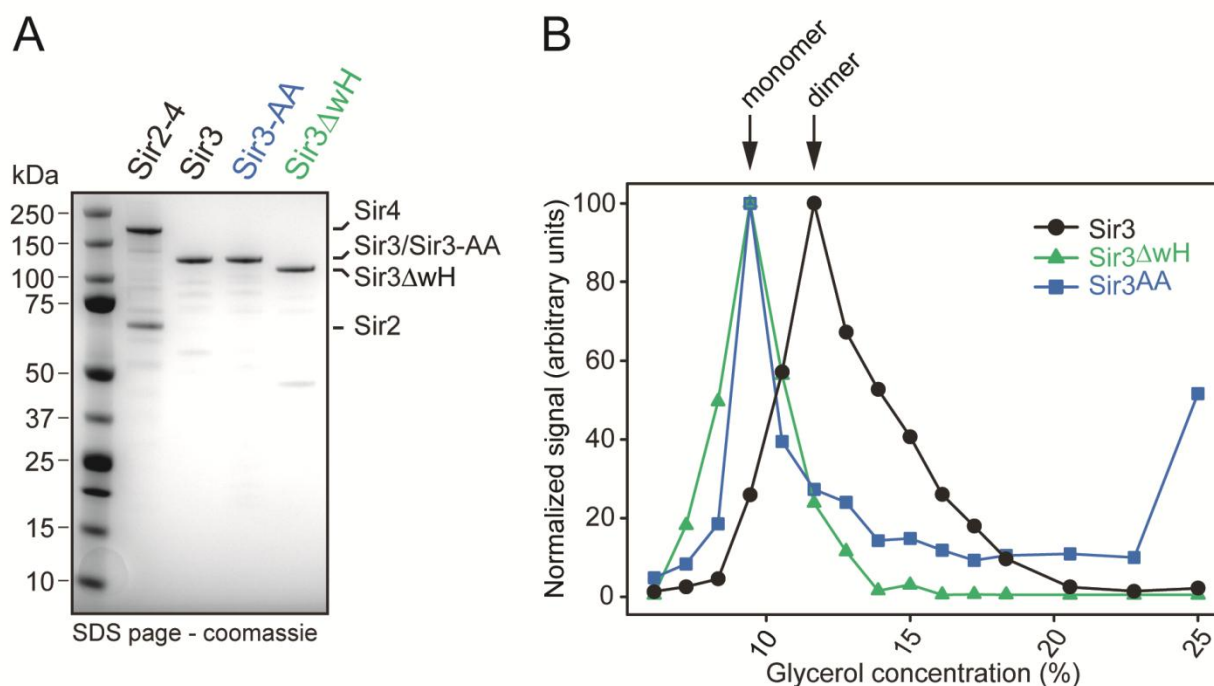 A
Sir2-4
Sir3
Sir3-AA
Sir3ΔwH
kDa
250
150
100
75
50
37
25
20
15
10
Sir4
Sir3/Sir3-AA
Sir3ΔwH
Sir2
SDS page - coomassie
B
monomer
dimer
Normalized signal (arbitrary units)
100
80
60
40
20
0
Sir3
Sir3ΔwH
Sir3AA
10
15
20
25
Glycerol concentration (%)